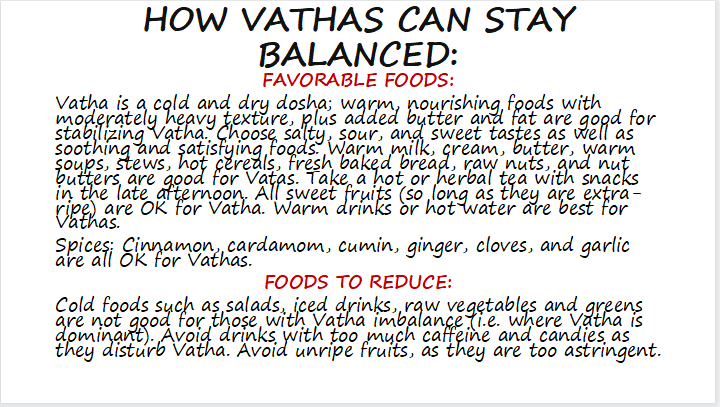 HOW VATHAS CAN STAY
BALANCED:
FAVORABLE FOODS:
Vatha is a cold and dry dosha; warm, nourishing foods with
moderately heavy texture, plus added butter and fat are good for
stabilizing Vatha. Choose salty, sour, and sweet tastes as well as
soothing and satisfying foods. Warm milk, cream, butter, warm
soups, stews, hot cereals, fresh baked bread, raw nuts, and nut
butters are good for Vatas. Take a hot or herbal tea with snacks
in the late afternoon. All sweet fruits (so long as they are extra-
ripe) are OK for Vatha. Warm drinks or hot water are best for
Vathas.
Spices: Cinnamon, cardamom, cumin, ginger, cloves, and garlic
are all OK for Vathas.
FOODS TO REDUCE:
Cold foods such as salads, iced drinks, raw vegetables and greens
are not good for those with Vatha imbalance (i.e. where Vatha is
dominant). Avoid drinks with too much caffeine and candies as
they disturb Vatha. Avoid unripe fruits, as they are too astringent.